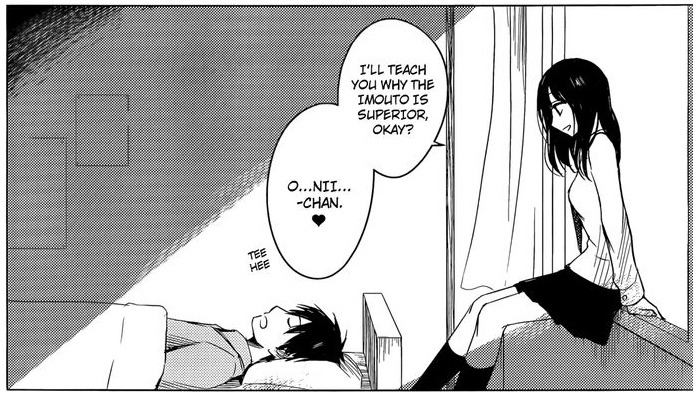 I'LL TEACH
YOU WHY THE
IMOUTO IS
SUPERIOR,
OKAY?
O...NII...
-CHAN.
♥
TEE
HEE